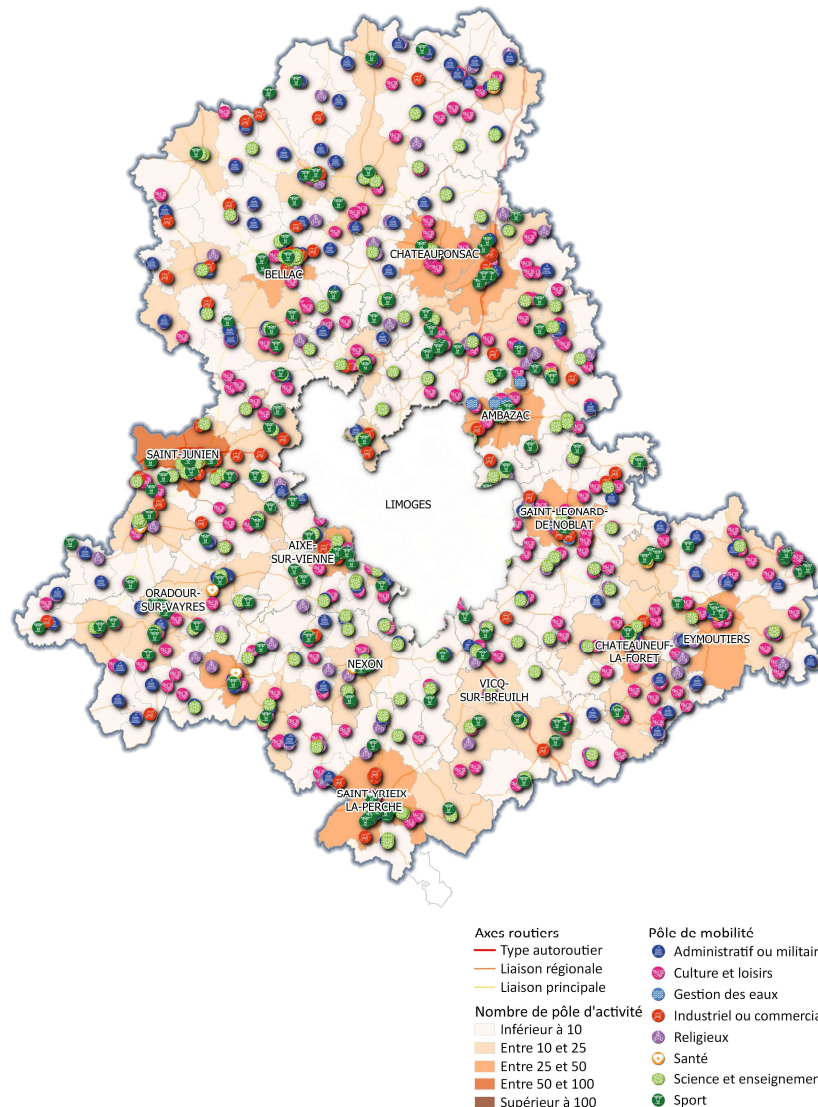 CHATEAUPONSAC
BELLAC
AMBAZAC
SAINT-JUNIEN
LIMOGES
SAINT-LEONARD-
DE-NOBLAT
AIXE-
SUR-VIENNE
ORADOUR-
SUR-VAYRES
CHATEAUNEUF-
LA-FORET
EYMOUTIERS
NEXON
VICQ-
SUR-BREUILH
SAINT-YRIEIX
LA-PERCHE
Axes routiers
Type autoroutier
Liaison régionale
Liaison principale
Nombre de pôle d'activité
Inférieur à 10
Entre 10 et 25
Entre 25 et 50
Entre 50 et 100
Supérieur à 100
Pôle de mobilité
Administratif ou militair
Culture et loisirs
Gestion des eaux
Industriel ou commercia
Religieux
Santé
Science et enseignemen
Sport